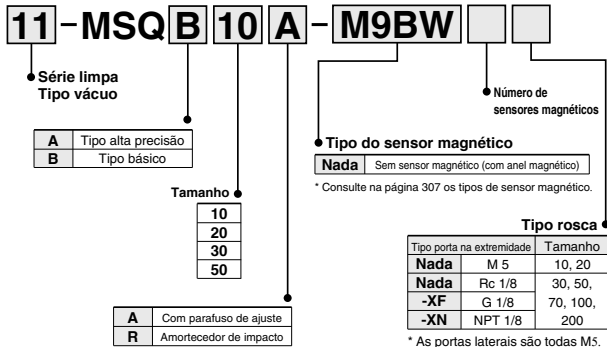 11-MSQB10A-M9BW
Série limpa
Tipo vácuo
Número de
sensores magnéticos
A Tipo alta precisão
B Tipo básico
Tipo do sensor magnético
Nada Sem sensor magnético (com anel magnético)
* Consulte na página 307 os tipos de sensor magnético.
Tamanho
10
20
30
50
Tipo rosca
Tipo porta na extremidade Tamanho
Nada M 5 10, 20
Nada Rc 1/8 30, 50,
-XF G 1/8 70, 100,
-XN NPT 1/8 200
* As portas laterais são todas M5.
A Com parafuso de ajuste
R Amortecedor de impacto